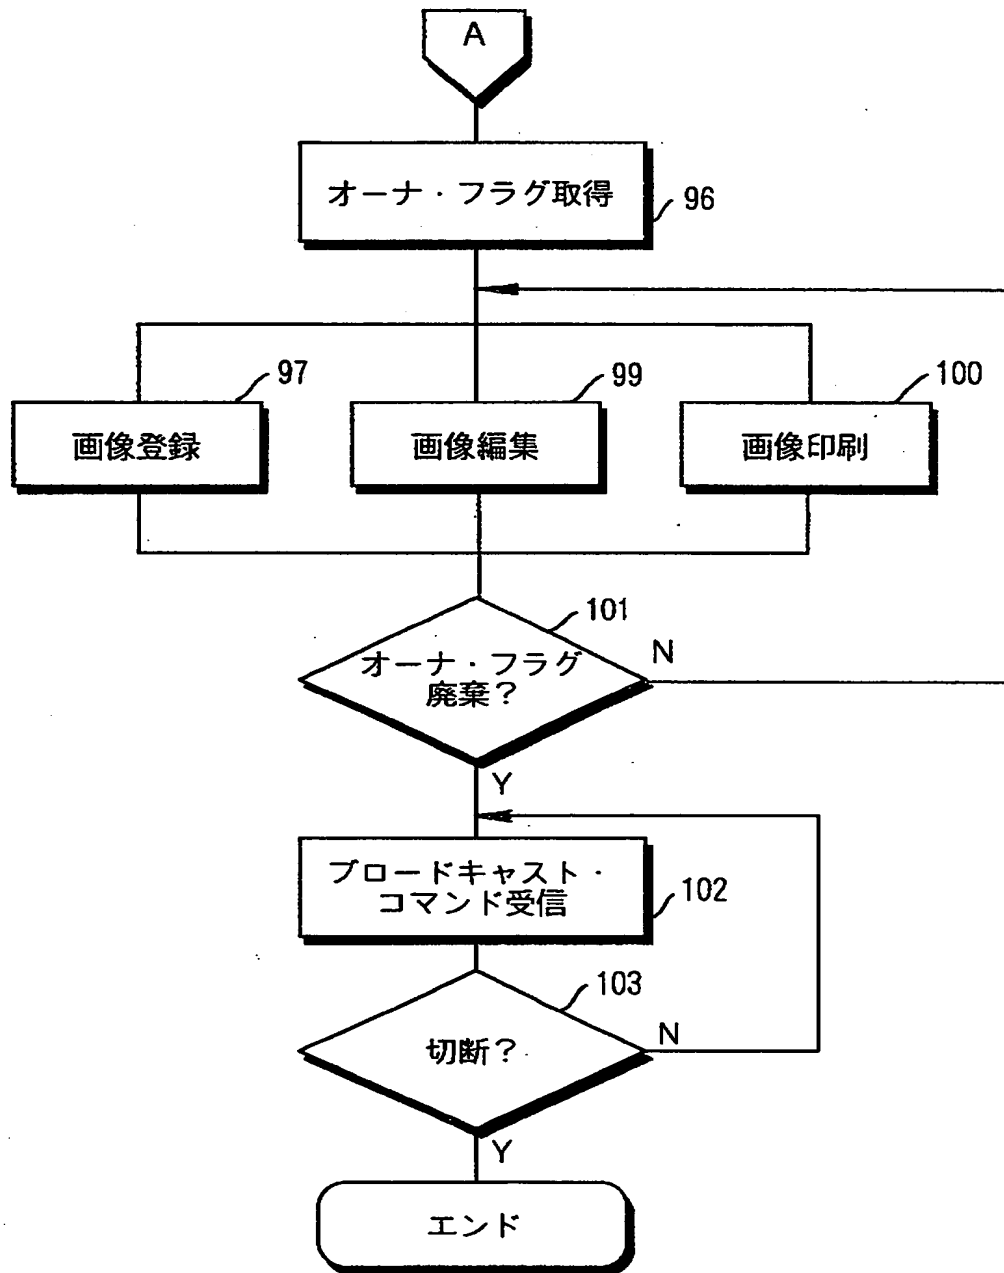 A
オーナ・フラグ取得
96
97
99
100
画像登録
画像編集
画像印刷
101
オーナ・フラグ
廃棄?
N
Y
ブロードキャスト・
コマンド受信
102
103
切断?
N
Y
エンド